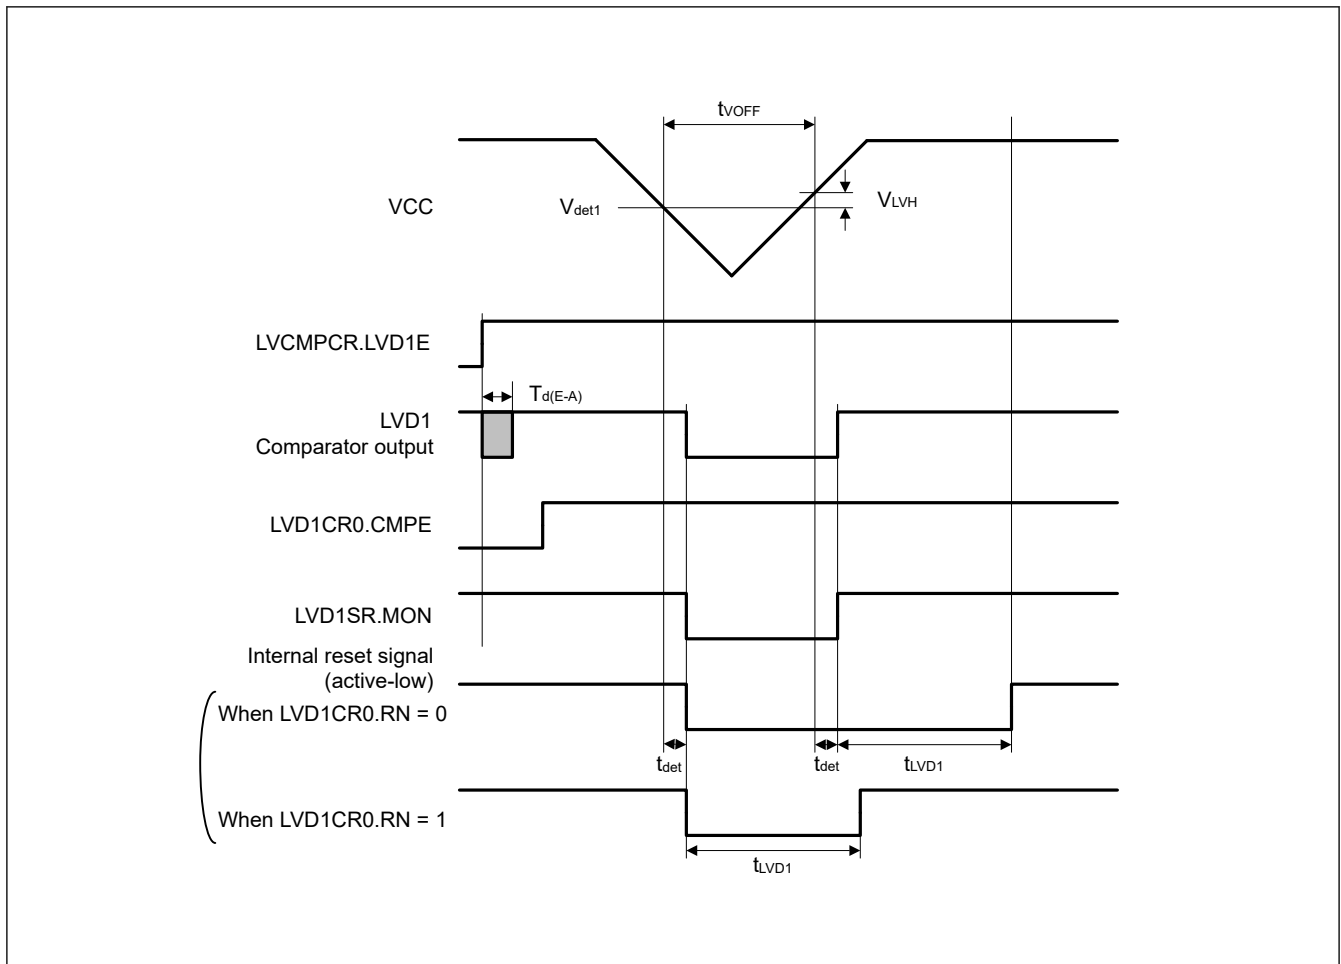 tVOFF
VCC
Vdet1
VLVH
LVCMPCR.LVD1E
Td(E-A)
LVD1
Comparator output
LVD1CR0.CMPE
LVD1SR.MON
Internal reset signal
(active-low)
When LVD1CR0.RN = 0
tdet
tdet
tLVD1
When LVD1CR0.RN = 1
tLVD1